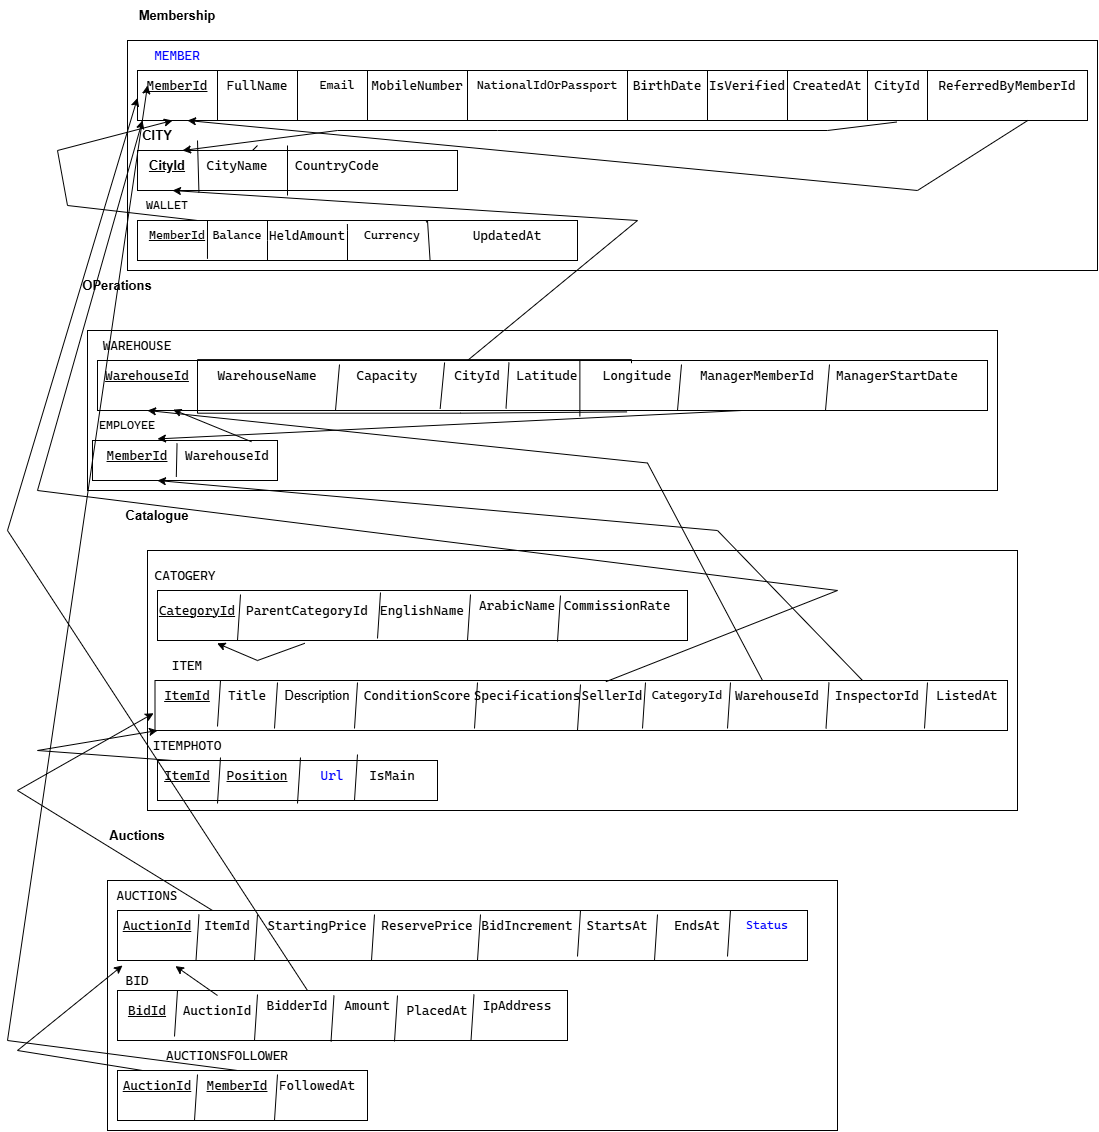 Membership
MEMBER
MemberId FullName Email MobileNumber NationalIdOrPassport BirthDate IsVerified CreatedAt CityId ReferredByMemberId
CITY
CityId CityName CountryCode
WALLET
MemberId Balance HeldAmount Currency UpdatedAt
OPerations
WAREHOUSE
WarehouseId WarehouseName Capacity CityId Latitude Longitude ManagerMemberId ManagerStartDate
EMPLOYEE
MemberId WarehouseId
Catalogue
CATOGERY
CategoryId ParentCategoryId EnglishName ArabicName CommissionRate
ITEM
ItemId Title Description ConditionScore Specifications SellerId CategoryId WarehouseId InspectorId ListedAt
ITEMPHOTO
ItemId Position Url IsMain
Auctions
AUCTIONS
AuctionId ItemId StartingPrice ReservePrice BidIncrement StartsAt EndsAt Status
BID
BidId AuctionId BidderId Amount PlacedAt IpAddress
AUCTIONSFOLLOWER
AuctionId MemberId FollowedAt